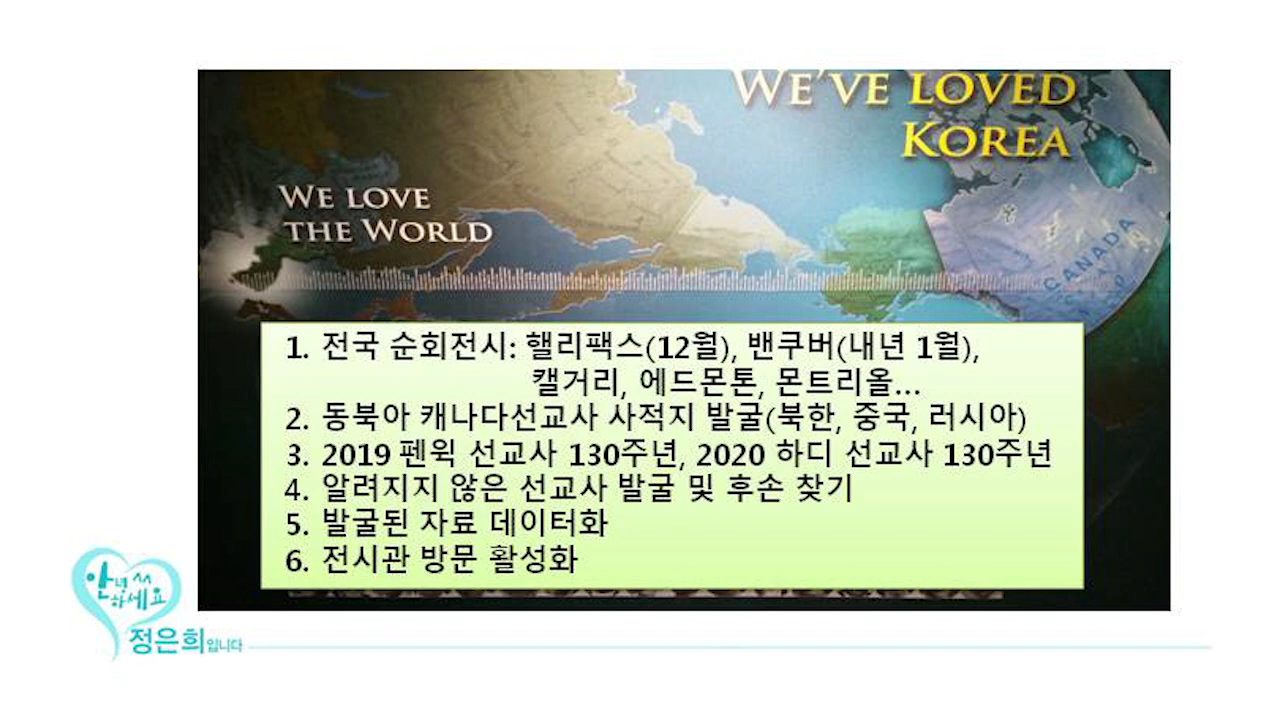 WE'VE LOVED
KOREA
WE LOVE
THE WORLD
CANADA
1. 전국 순회전시: 핼리팩스(12월), 밴쿠버(내년 1월),
캘거리, 에드몬톤, 몬트리올...
2. 동북아 캐나다선교사 사적지 발굴(북한, 중국, 러시아)
3. 2019 펜윅 선교사 130주년, 2020 하디 선교사 130주년
4. 알려지지 않은 선교사 발굴 및 후손 찾기
5. 발굴된 자료 데이터화
6. 전시관 방문 활성화
안녕
하세요
정은희입니다